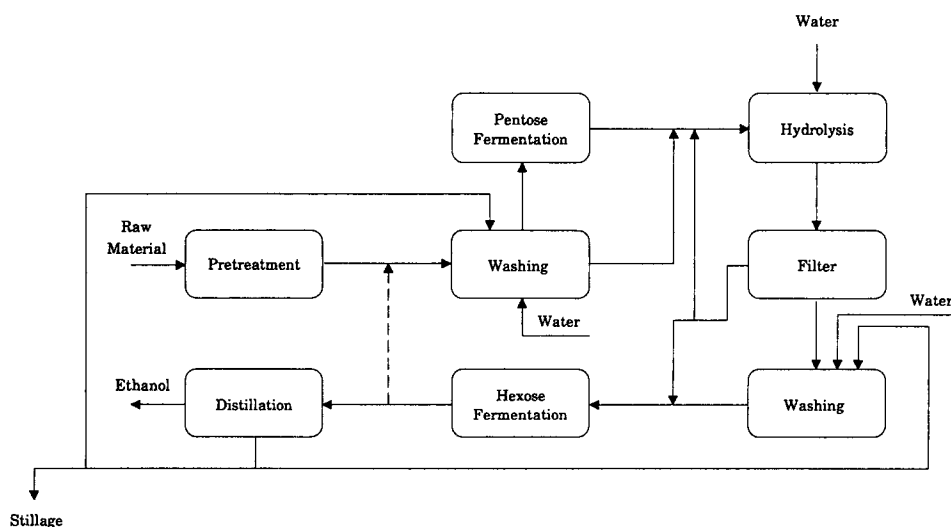 Water
Pentose
Fermentation
Hydrolysis
Raw
Material
Pretreatment
Washing
Filter
Water
Water
Ethanol
Distillation
Hexose
Fermentation
Washing
Stillage